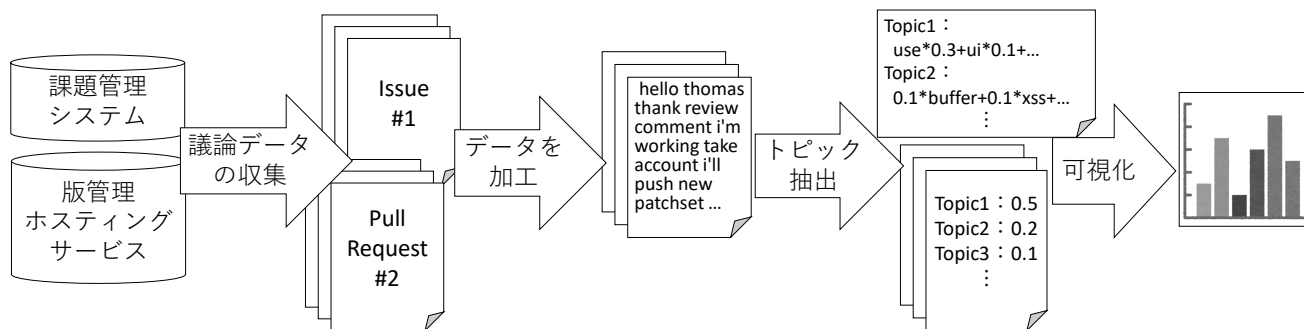 課題管理
システム
版管理
ホスティング
サービス
議論データ
の収集
Issue
#1
Pull
Request
#2
データを
加工
hello thomas
thank review
comment i'm
working take
account i'll
push new
patchset ...
トピック
抽出
Topic1：
use*0.3+ui*0.1+...
Topic2：
0.1*buffer+0.1*xss+...
⋮
Topic1：0.5
Topic2：0.2
Topic3：0.1
⋮
可視化